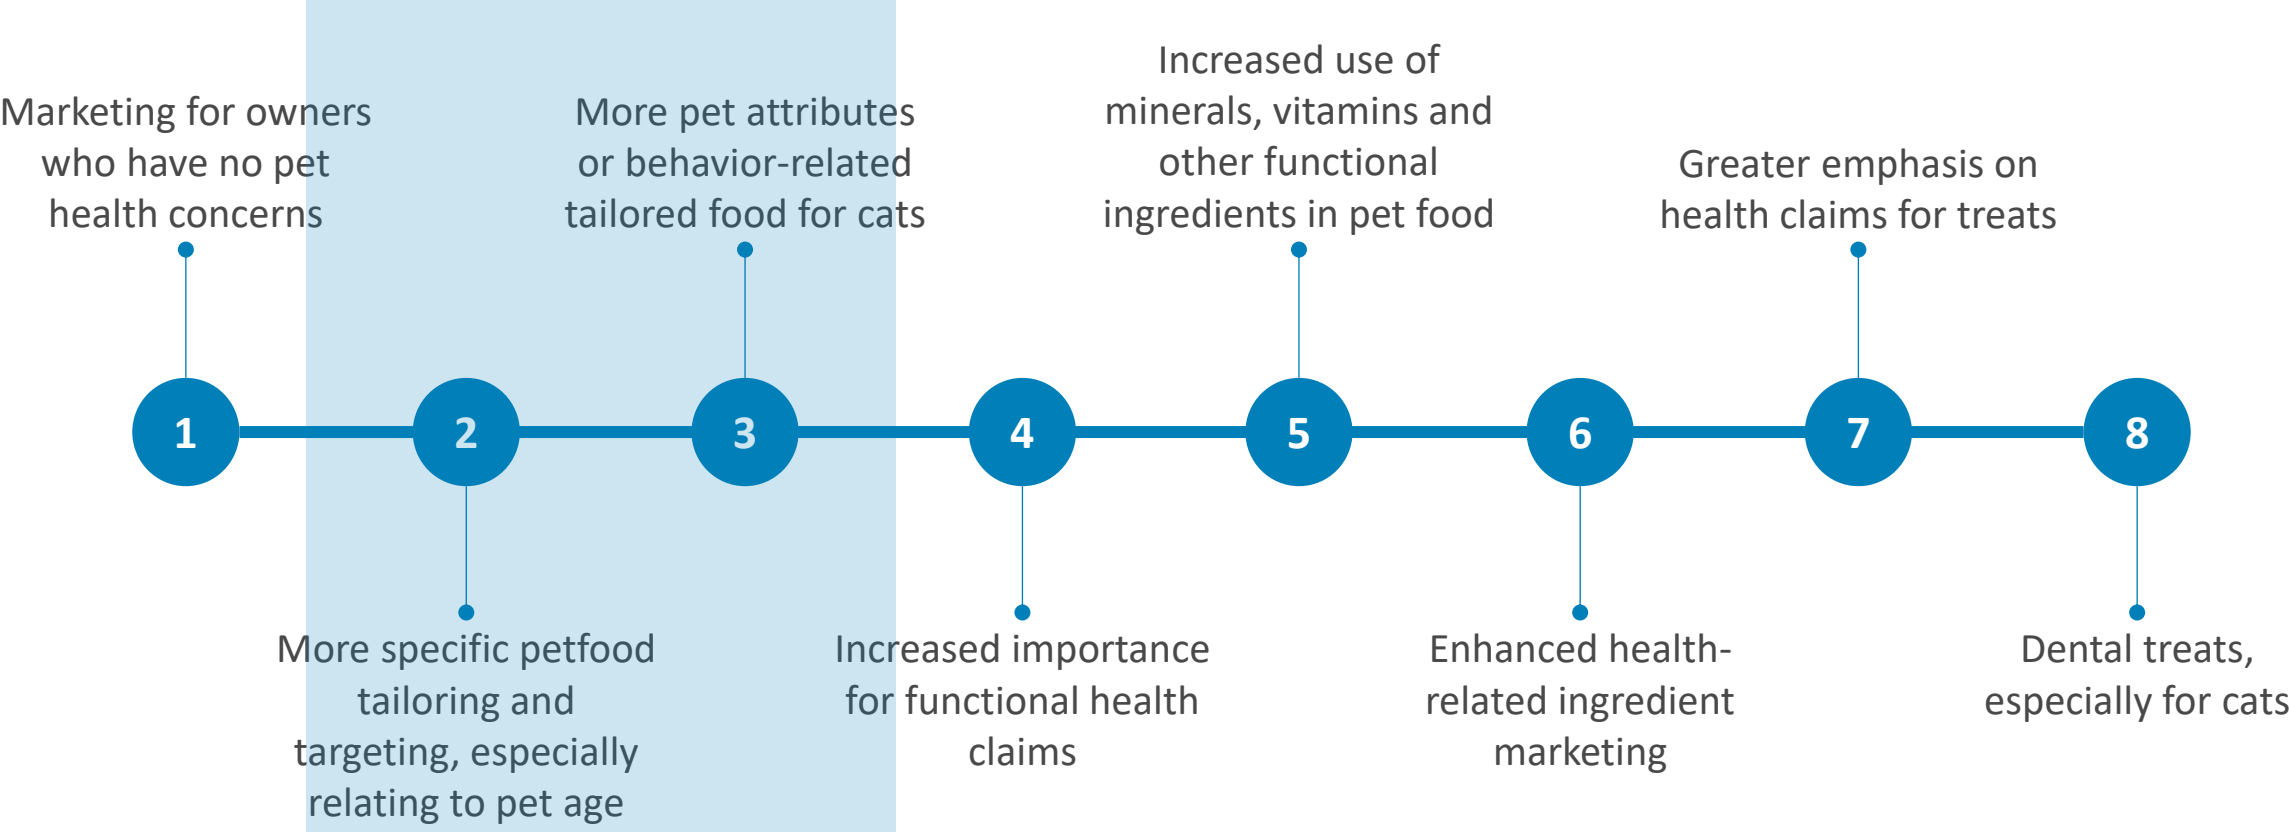 Marketing for owners
who have no pet
health concerns
More pet attributes
or behavior-related
tailored food for cats
Increased use of
minerals, vitamins and
other functional
ingredients in pet food
Greater emphasis on
health claims for treats
1
2
3
4
5
6
7
8
More specific petfood
tailoring and
targeting, especially
relating to pet age
Increased importance
for functional health
claims
Enhanced health-
related ingredient
marketing
Dental treats,
especially for cats